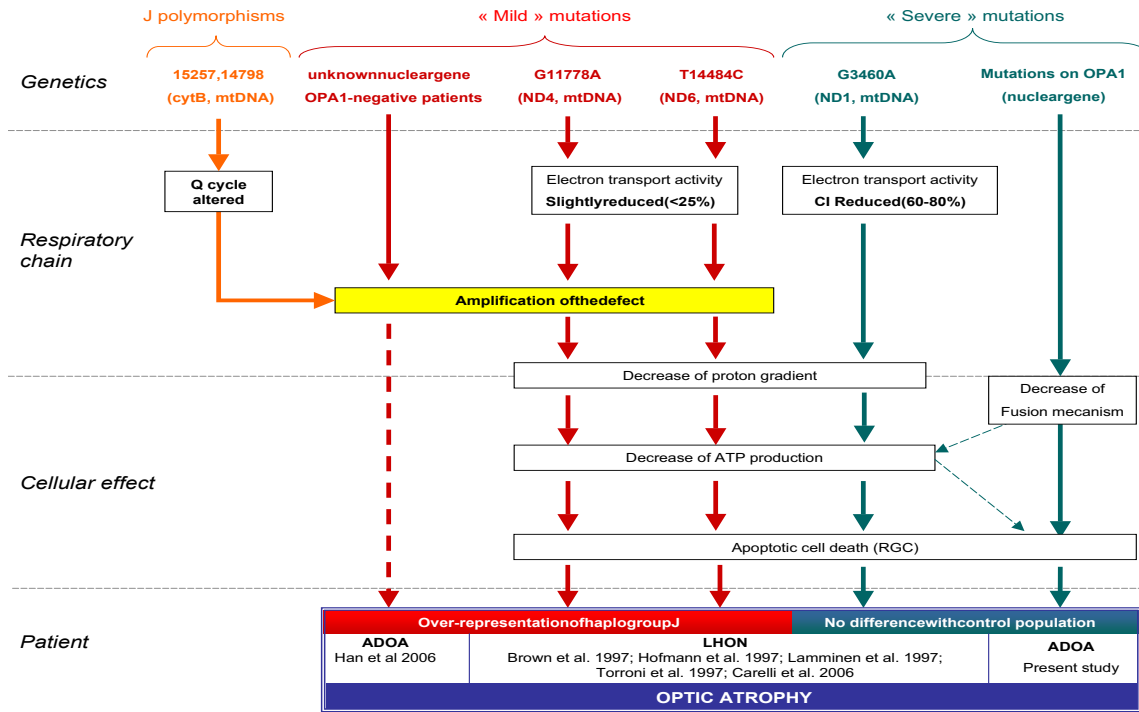 J polymorphisms
« Mild » mutations
« Severe » mutations
Genetics
15257,14798
(cytB, mtDNA)
unknownnucleargene
OPA1-negative patients
G11778A
(ND4, mtDNA)
T14484C
(ND6, mtDNA)
G3460A
(ND1, mtDNA)
Mutations on OPA1
(nucleargene)
Respiratory
chain
Q cycle
altered
Electron transport activity
Slightlyreduced(<25%)
Electron transport activity
CI Reduced(60-80%)
Amplification ofthedefect
Decrease of proton gradient
Decrease of
Fusion mecanism
Cellular effect
Decrease of ATP production
Apoptotic cell death (RGC)
Patient
Over-representationofhaplogroupJ
No differencewithcontrol population
ADOA
Han et al 2006
LHON
Brown et al. 1997; Hofmann et al. 1997; Lamminen et al. 1997;
Torroni et al. 1997; Carelli et al. 2006
ADOA
Present study
OPTIC ATROPHY